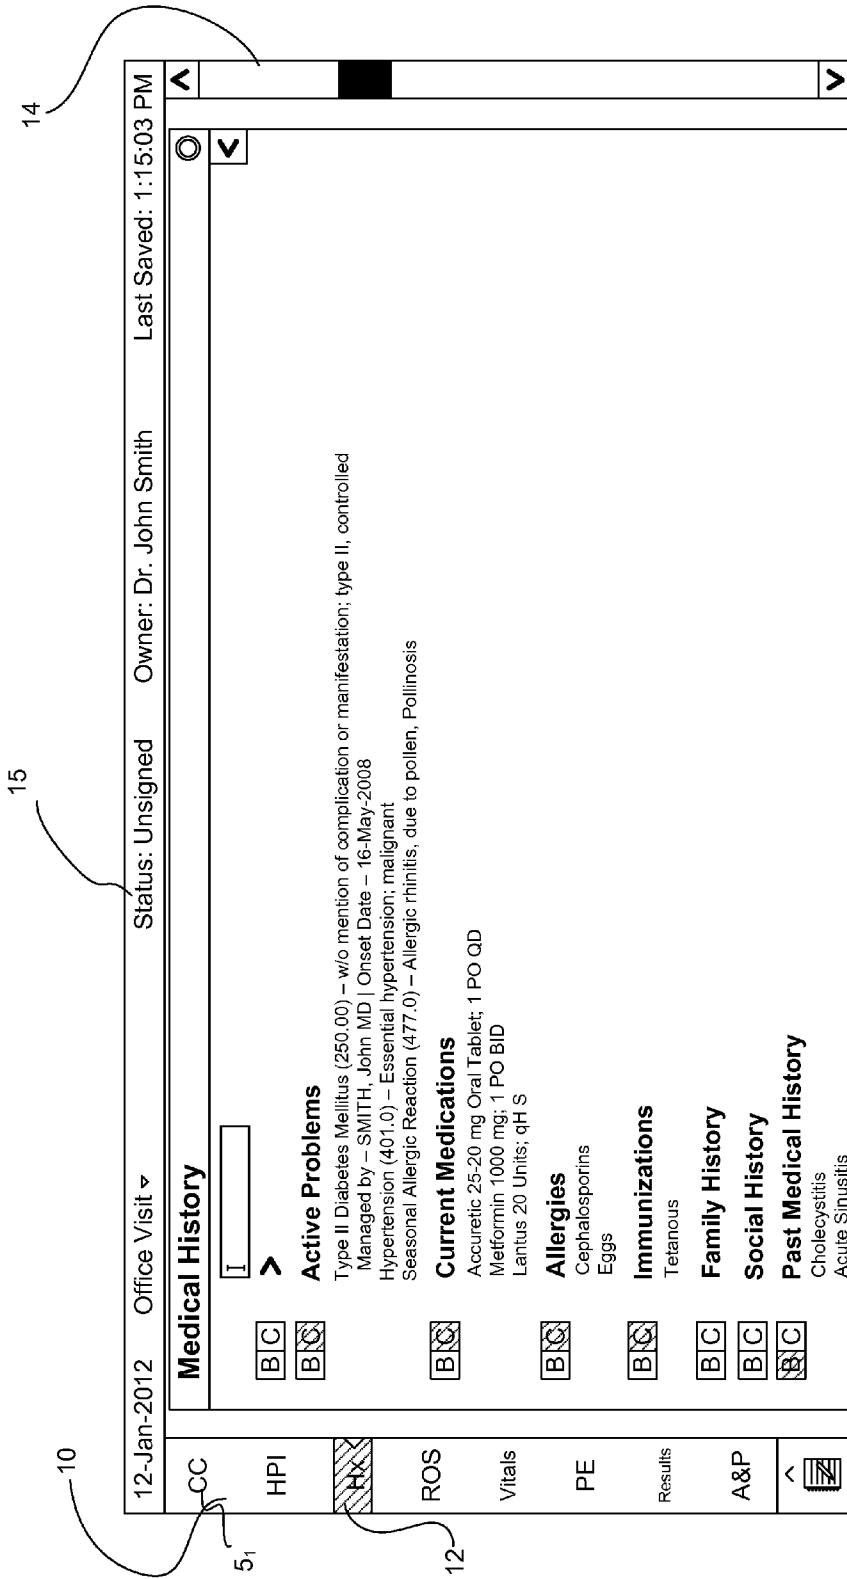 14
15
10
12-Jan-2012 Office Visit ▿ Status: Unsigned Owner: Dr. John Smith Last Saved: 1:15:03 PM
5₁
12
CC
HPI
Hx
ROS
Vitals
PE
Results
A&P
Medical History
B C
B C Active Problems
Type II Diabetes Mellitus (250.00) – w/o mention of complication or manifestation; type II, controlled
Managed by – SMITH, John MD | Onset Date – 16-May-2008
Hypertension (401.0) – Essential hypertension; malignant
Seasonal Allergic Reaction (477.0) – Allergic rhinitis, due to pollen, Pollinosis
B C Current Medications
Accuretic 25-20 mg Oral Tablet; 1 PO QD
Metformin 1000 mg; 1 PO BID
Lantus 20 Units; qH S
B C Allergies
Cephalosporins
Eggs
B C Immunizations
Tetanous
B C Family History
B C Social History
B C Past Medical History
Cholecystitis
Acute Sinusitis